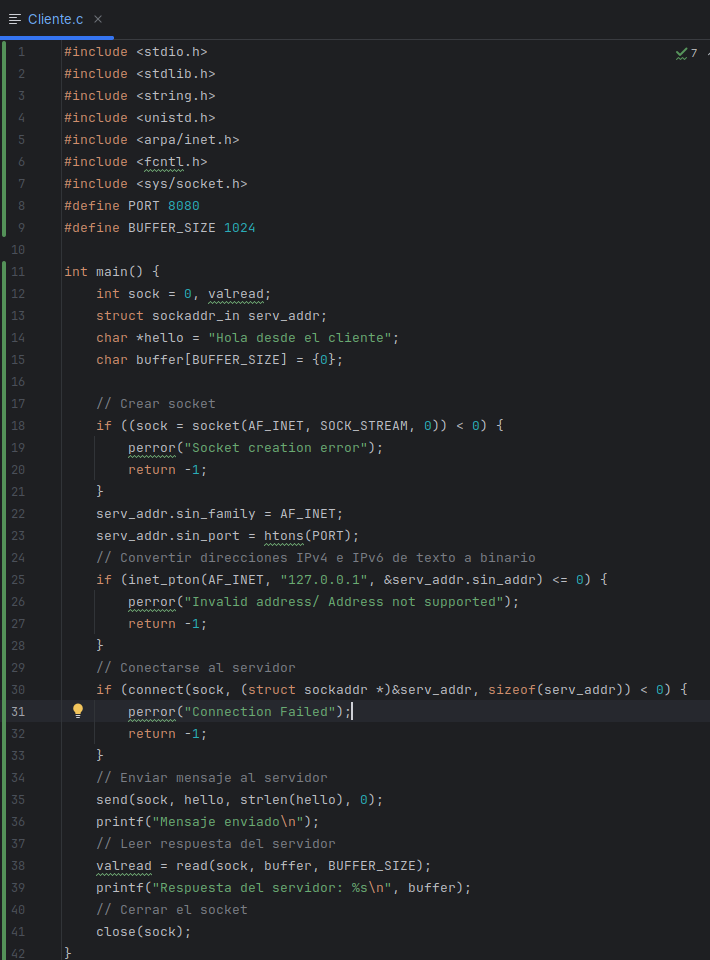 Cliente.c ×
1 #include <stdio.h>
7
2 #include <stdlib.h>
3 #include <string.h>
4 #include <unistd.h>
5 #include <arpa/inet.h>
6 #include <fcntl.h>
7 #include <sys/socket.h>
8 #define PORT 8080
9 #define BUFFER_SIZE 1024
10
11 int main() {
12     int sock = 0, valread;
13     struct sockaddr_in serv_addr;
14     char *hello = "Hola desde el cliente";
15     char buffer[BUFFER_SIZE] = {0};
16
17     // Crear socket
18     if ((sock = socket(AF_INET, SOCK_STREAM, 0)) < 0) {
19         perror("Socket creation error");
20         return -1;
21     }
22     serv_addr.sin_family = AF_INET;
23     serv_addr.sin_port = htons(PORT);
24     // Convertir direcciones IPv4 e IPv6 de texto a binario
25     if (inet_pton(AF_INET, "127.0.0.1", &serv_addr.sin_addr) <= 0) {
26         perror("Invalid address/ Address not supported");
27         return -1;
28     }
29     // Conectarse al servidor
30     if (connect(sock, (struct sockaddr *)&serv_addr, sizeof(serv_addr)) < 0) {
31         perror("Connection Failed");
32         return -1;
33     }
34     // Enviar mensaje al servidor
35     send(sock, hello, strlen(hello), 0);
36     printf("Mensaje enviado\n");
37     // Leer respuesta del servidor
38     valread = read(sock, buffer, BUFFER_SIZE);
39     printf("Respuesta del servidor: %s\n", buffer);
40     // Cerrar el socket
41     close(sock);
42 }